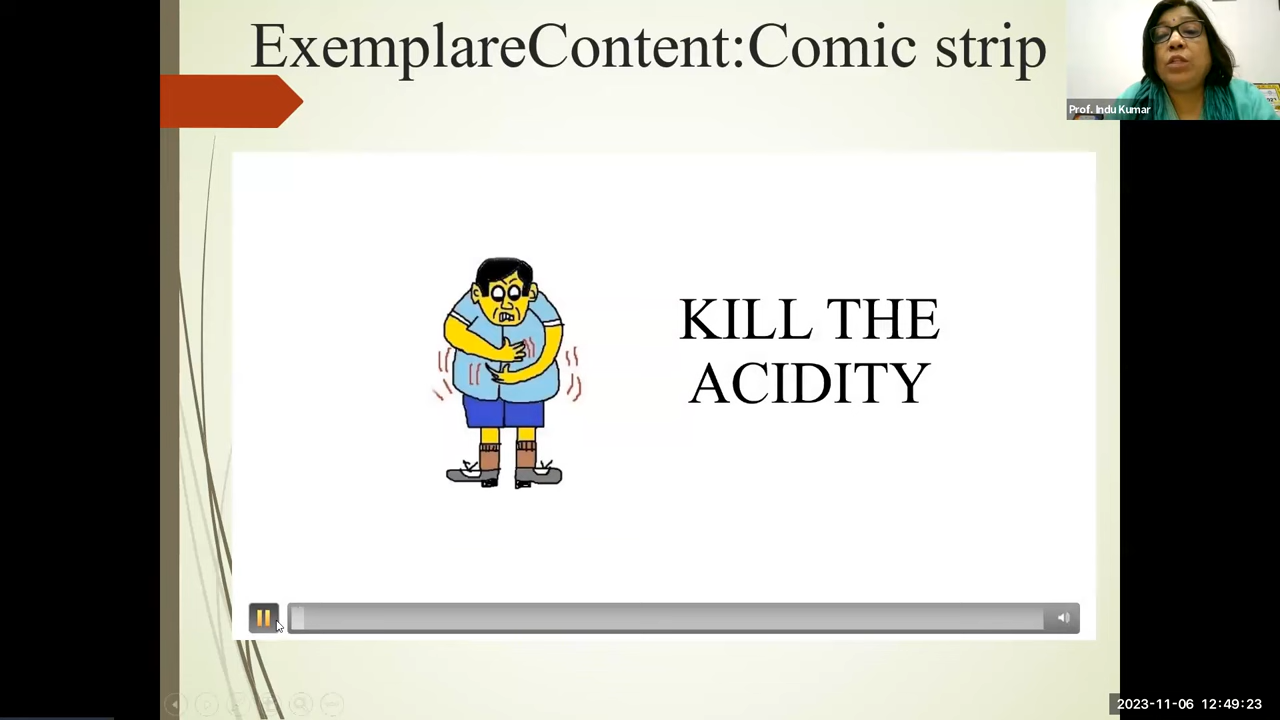 ExemplareContent:Comic strip
Prof. Indu Kumar
KILL THE
ACIDITY
2023-11-06 12:49:23